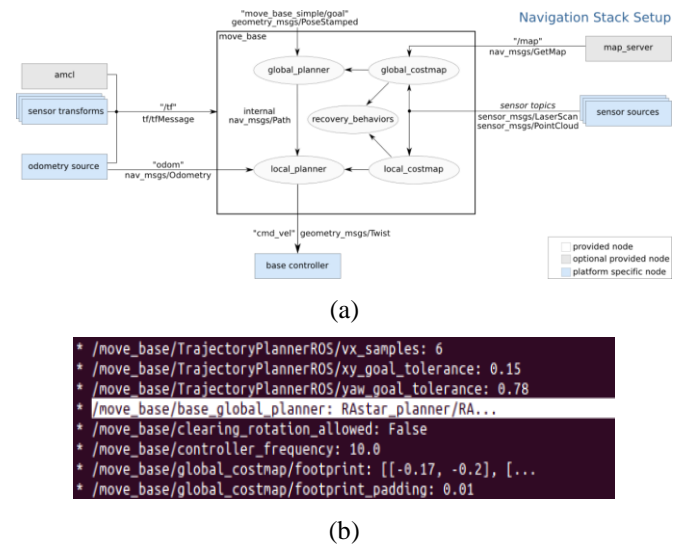 "move_base_simple/goal"
geometry_msgs/PoseStamped
Navigation Stack Setup
move_base
"/map"
nav_msgs/GetMap
map_server
global_planner
global_costmap
amcl
sensor transforms
"/tf"
tf/tfMessage
internal
nav_msgs/Path
recovery_behaviors
sensor topics
sensor_msgs/LaserScan
sensor_msgs/PointCloud
sensor sources
odometry source
"odom"
nav_msgs/Odometry
local_planner
local_costmap
"cmd_vel" geometry_msgs/Twist
base controller
provided node
optional provided node
platform specific node
(a)
* /move_base/TrajectoryPlannerROS/vx_samples: 6
* /move_base/TrajectoryPlannerROS/xy_goal_tolerance: 0.15
* /move_base/TrajectoryPlannerROS/yaw_goal_tolerance: 0.78
* /move_base/base_global_planner: RAstar_planner/RA...
* /move_base/clearing_rotation_allowed: False
* /move_base/controller_frequency: 10.0
* /move_base/global_costmap/footprint: [[-0.17, -0.2], [...
* /move_base/global_costmap/footprint_padding: 0.01
(b)